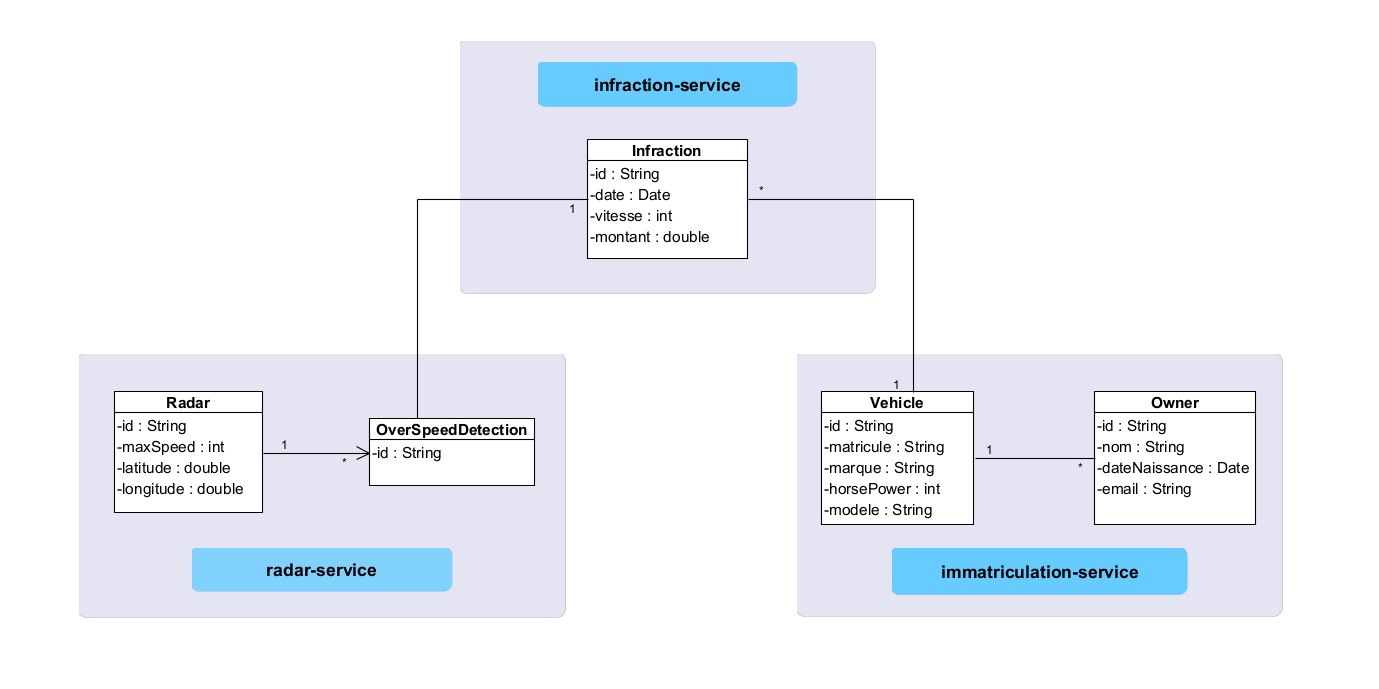 infraction-service
Infraction
-id : String
-date : Date
-vitesse : int
-montant : double
1
*
Radar
-id : String
-maxSpeed : int
-latitude : double
-longitude : double
1
*
OverSpeedDetection
-id : String
radar-service
1
Vehicle
-id : String
-matricule : String
-marque : String
-horsePower : int
-modele : String
1
*
Owner
-id : String
-nom : String
-dateNaissance : Date
-email : String
immatriculation-service